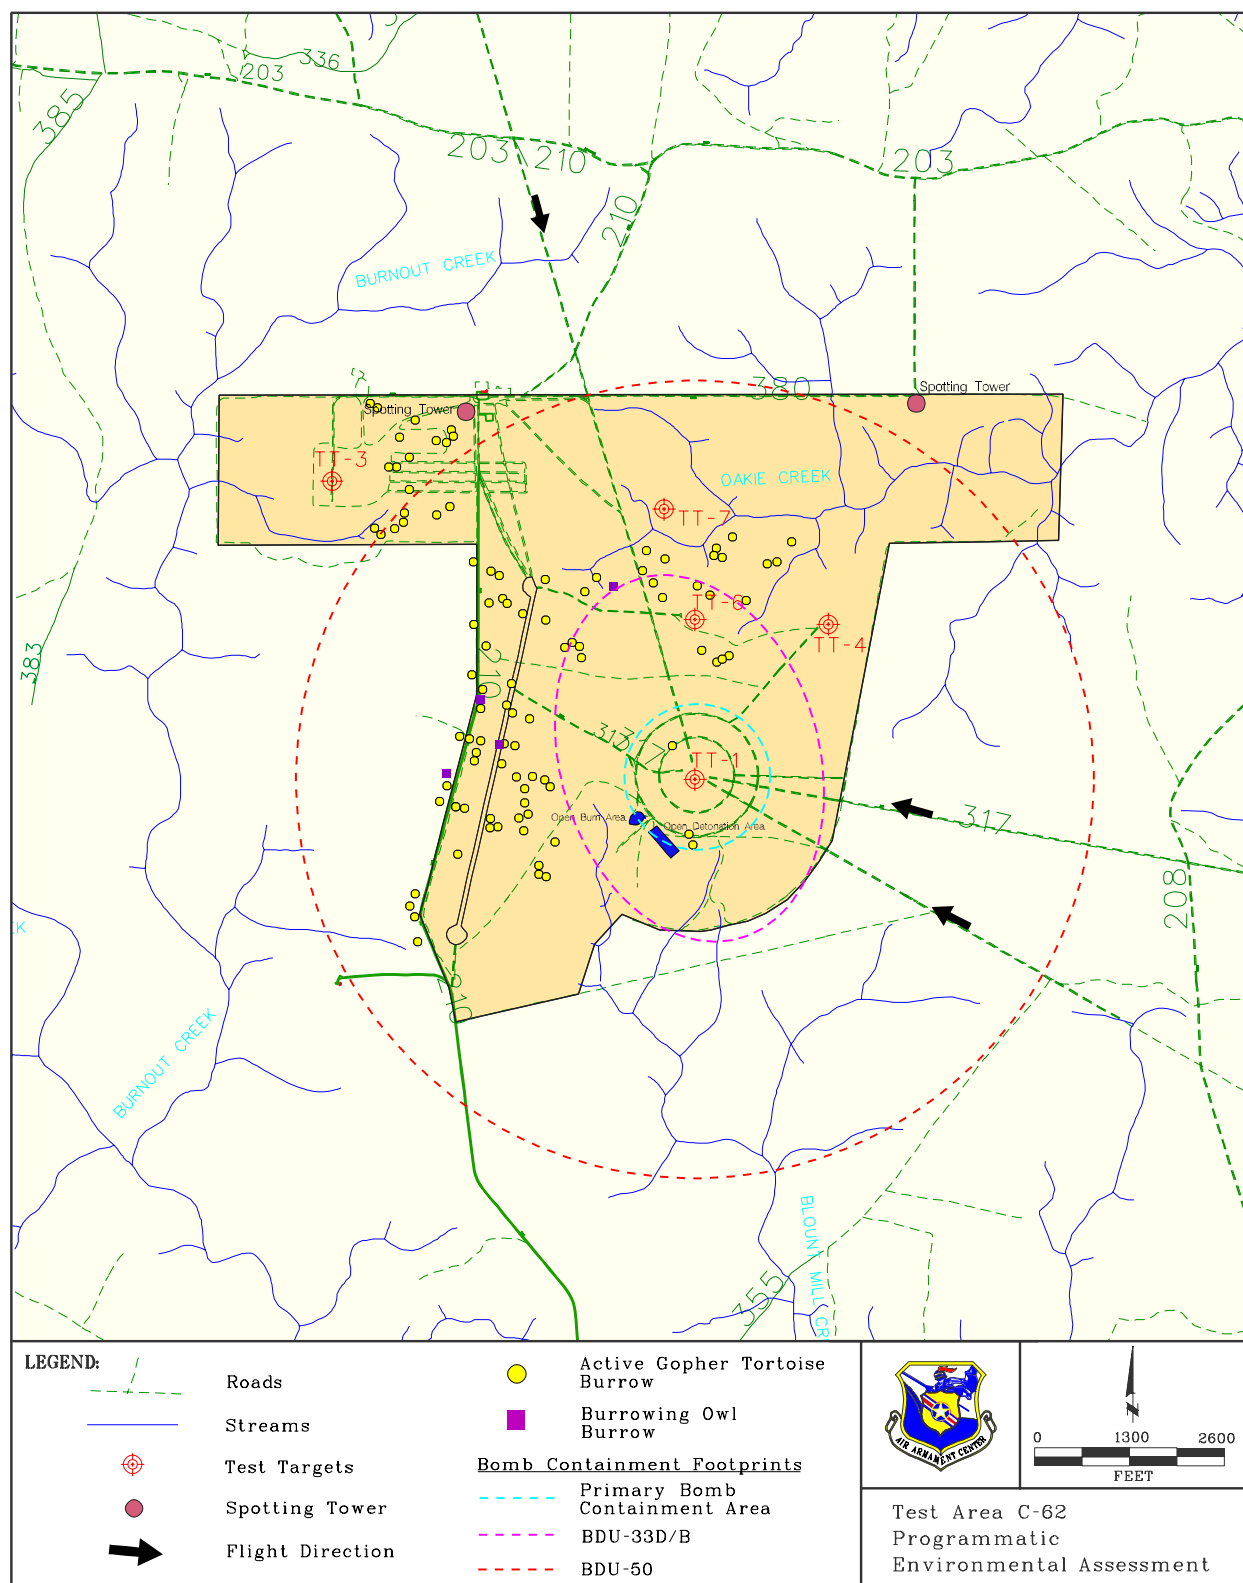 336
203
385
203
210
203
210
BURNOUT CREEK
380
Spotting Tower
Spotting Tower
TT-3
OAKIE CREEK
TT-7
TT-6
TT-4
383
210
313
317
TT-1
Open Burn Area
Open Detonation Area
317
208
K
210
BURNOUT CREEK
BLOUNT MILL CR
355
LEGEND:
Roads
Streams
Test Targets
Spotting Tower
Flight Direction
Active Gopher Tortoise
Burrow
Burrowing Owl
Burrow
Bomb Containment Footprints
Primary Bomb
Containment Area
BDU-33D/B
BDU-50
AIR ARMAMENT CENTER
0 1300 2600
FEET
Test Area C-62
Programmatic
Environmental Assessment